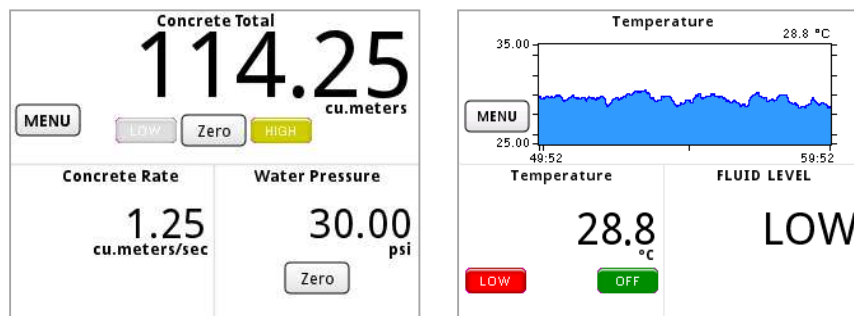 Concrete Total
114.25
cu.meters
MENU
LOW Zero HIGH
Concrete Rate
1.25
cu.meters/sec
Water Pressure
30.00
psi
Zero
Temperature
28.8 °C
35.00
MENU
25.00
49:52 59:52
Temperature
28.8
°C
LOW OFF
FLUID LEVEL
LOW